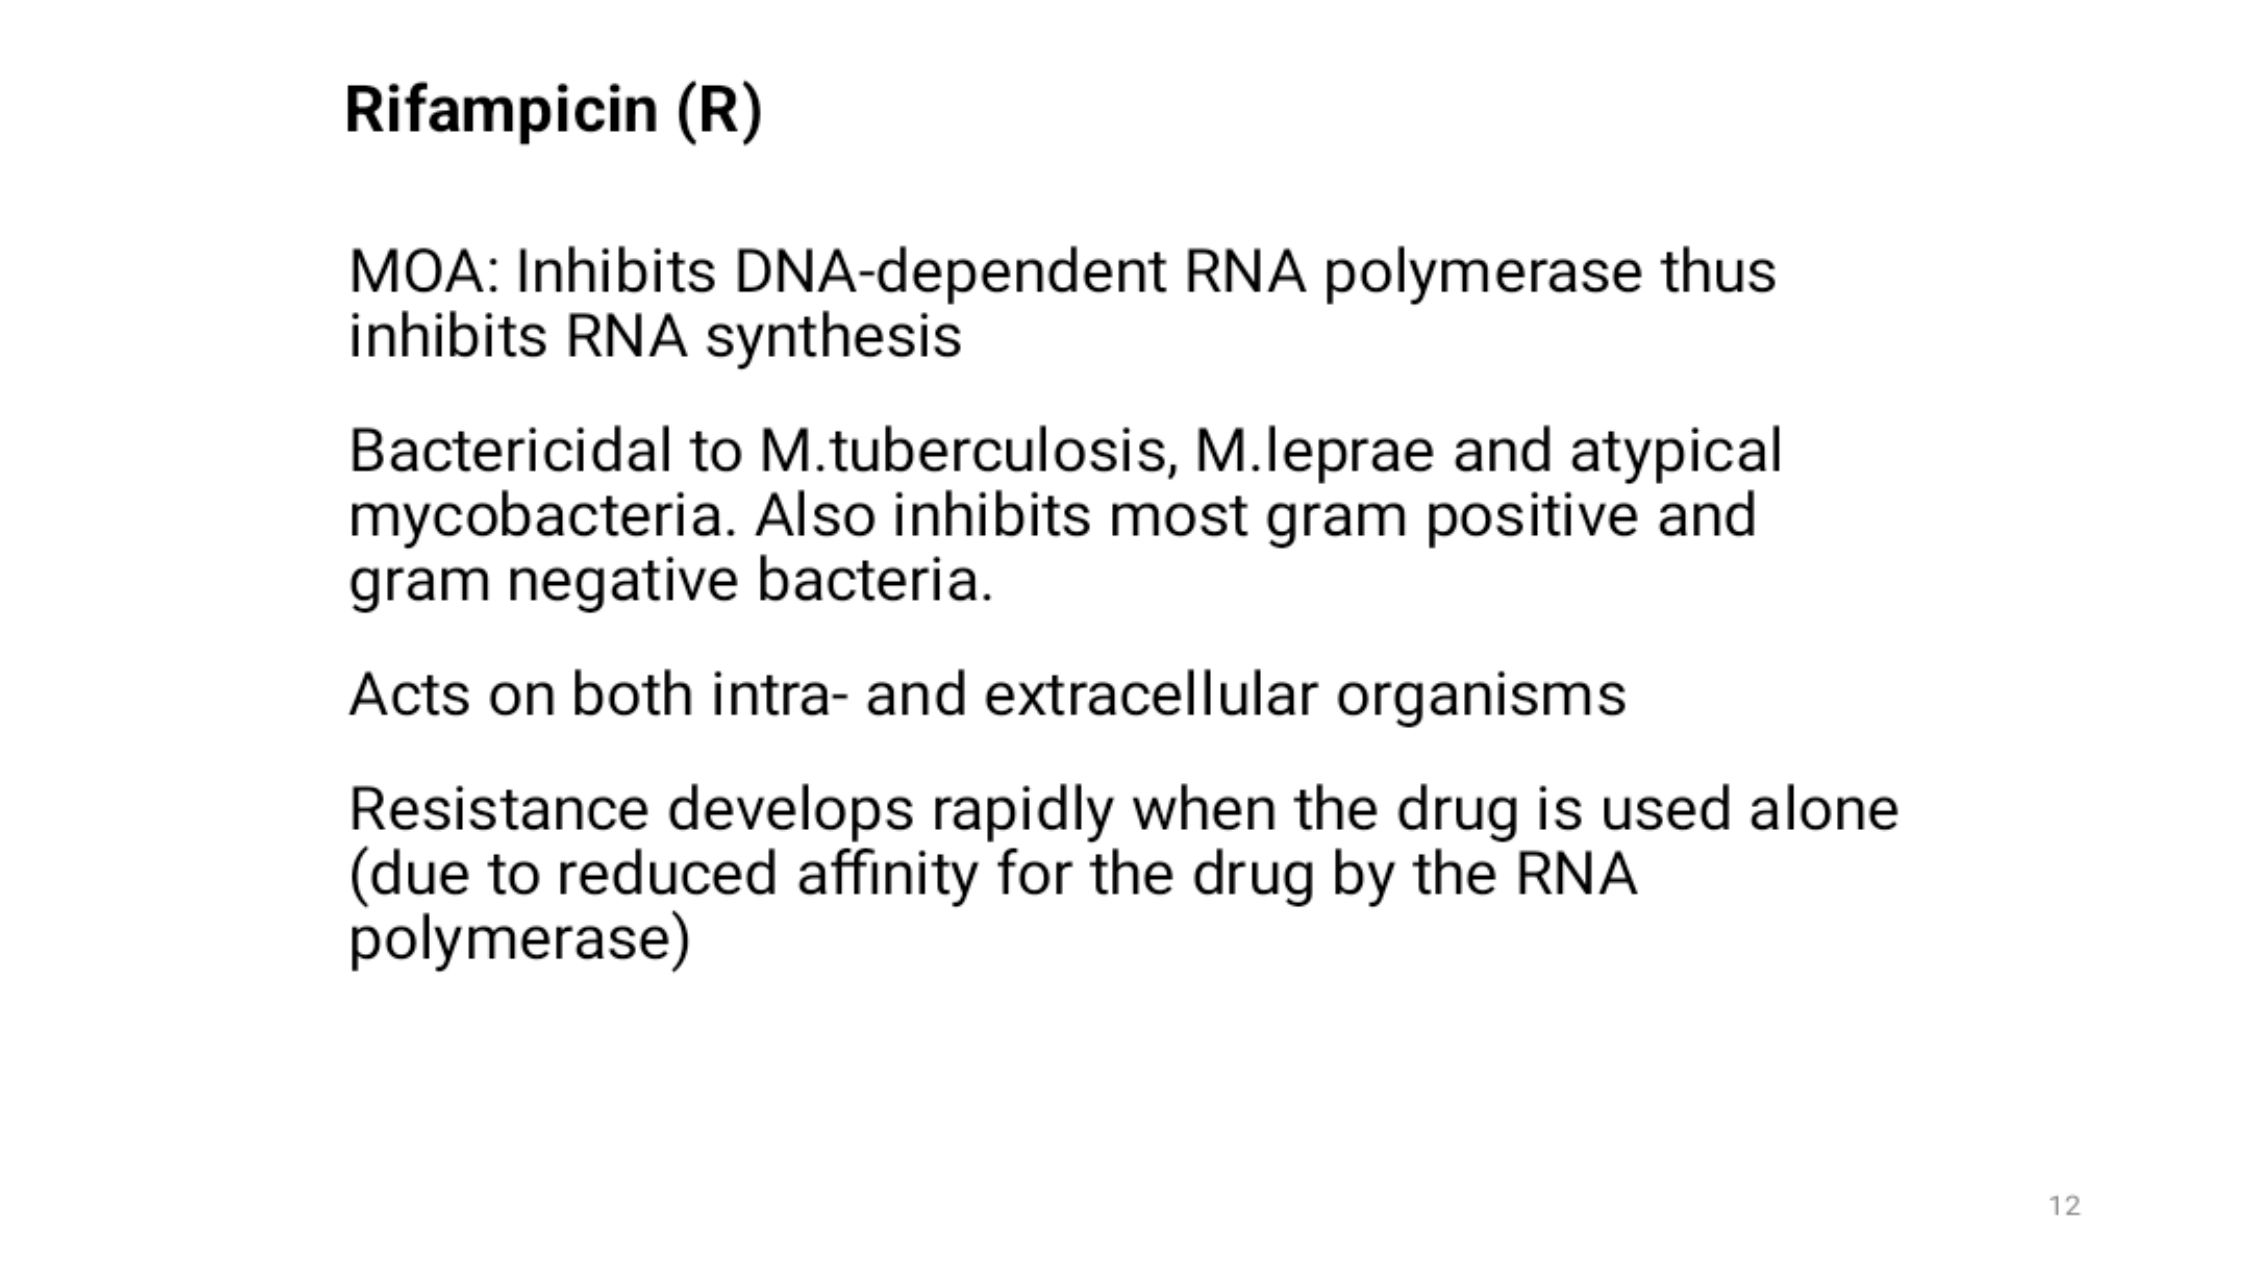 Rifampicin (R)
MOA: Inhibits DNA-dependent RNA polymerase thus
inhibits RNA synthesis
Bactericidal to M.tuberculosis, M.leprae and atypical
mycobacteria. Also inhibits most gram positive and
gram negative bacteria.
Acts on both intra- and extracellular organisms
Resistance develops rapidly when the drug is used alone
(due to reduced affinity for the drug by the RNA
polymerase)
12